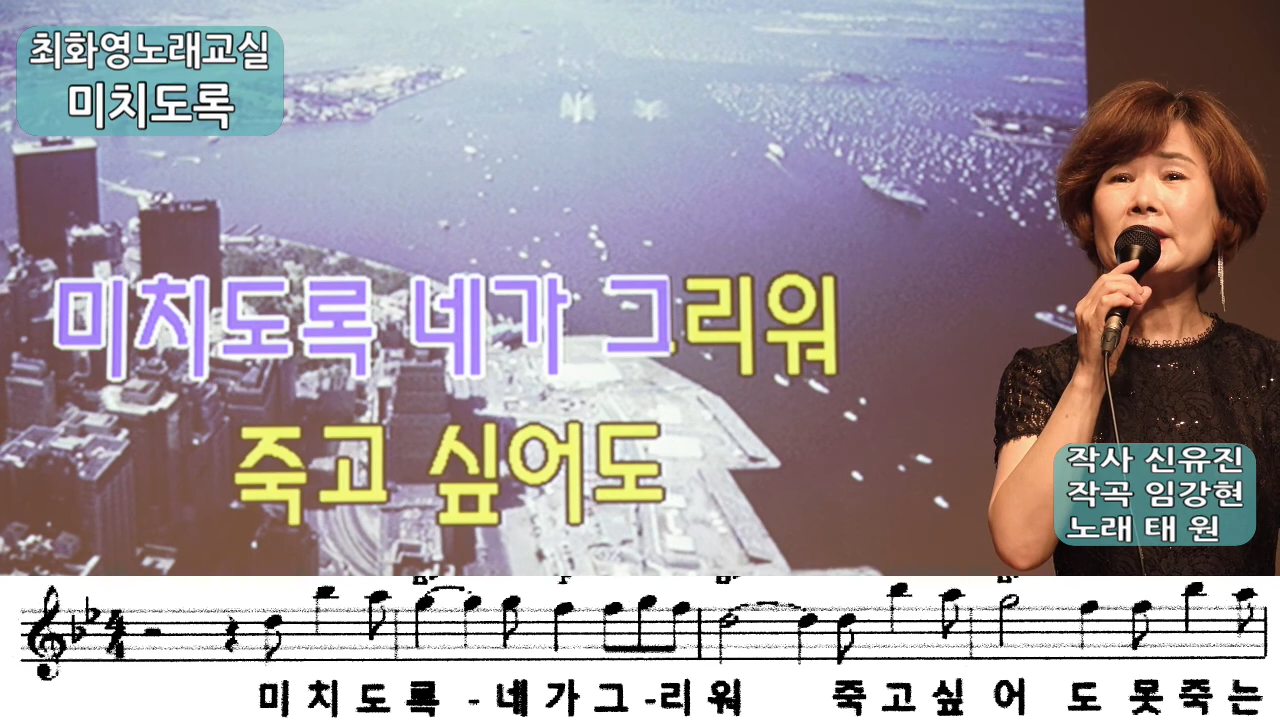 최화영노래교실
미치도록
미치도록 네가 그리워
죽고 싶어도
작사 신유진
작곡 임강현
노래 태 원
미 치 도 록 - 네 가 그 -리 워 죽 고 싶 어 도 못 죽 는